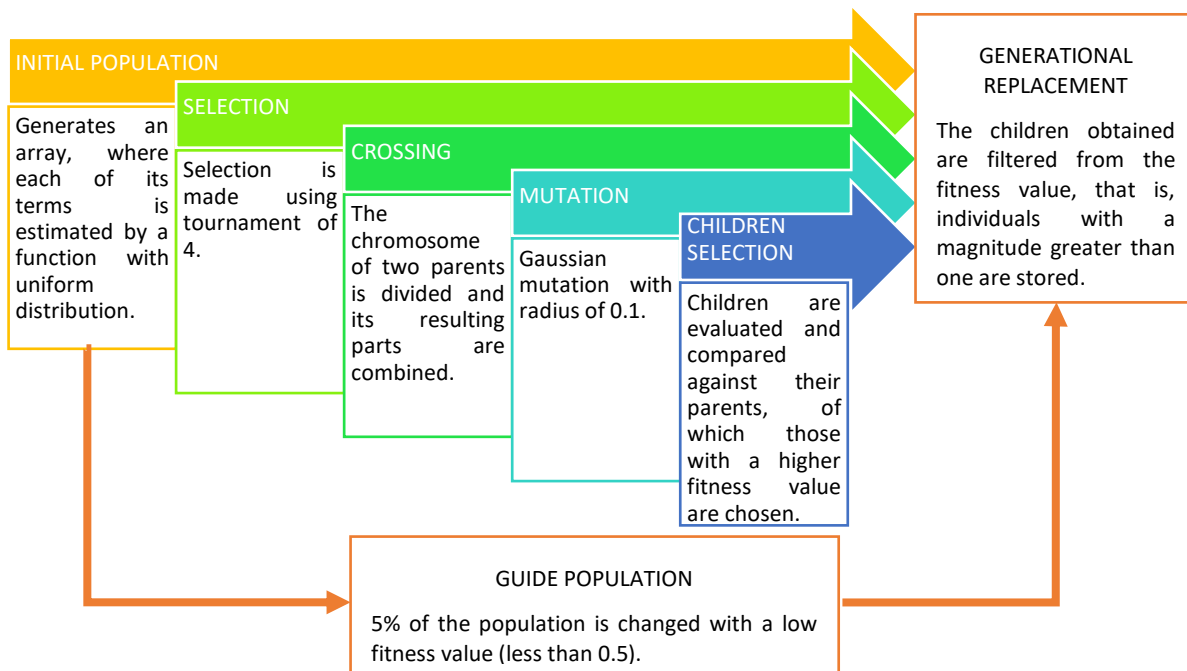 INITIAL POPULATION
Generates an
array, where
each of its
terms is
estimated by a
function with
uniform
distribution.
SELECTION
Selection is
made using
tournament of
4.
CROSSING
The
chromosome
of two parents
is divided and
its resulting
parts are
combined.
MUTATION
Gaussian
mutation with
radius of 0.1.
CHILDREN
SELECTION
Children are
evaluated and
compared
against their
parents, of
which those
with a higher
fitness value
are chosen.
GENERATIONAL
REPLACEMENT
The children obtained
are filtered from the
fitness value, that is,
individuals with a
magnitude greater than
one are stored.
GUIDE POPULATION
5% of the population is changed with a low
fitness value (less than 0.5).